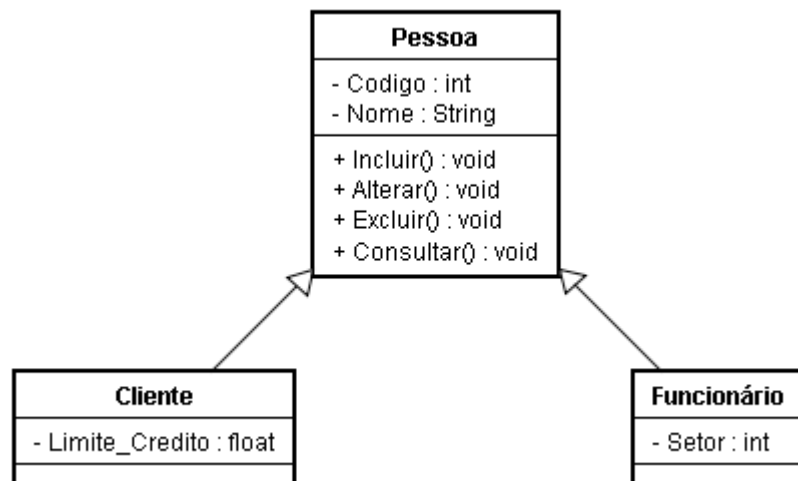 Pessoa
- Codigo : int
- Nome : String
+ Incluir() : void
+ Alterar() : void
+ Excluir() : void
+ Consultar() : void
Cliente
- Limite_Credito : float
Funcionário
- Setor : int